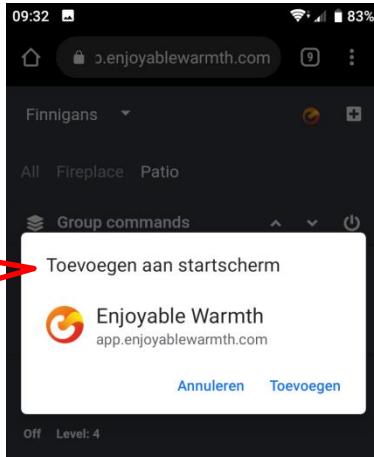 09:32 83%
ɔ.enjoyablewarmth.com 9
Finnigans
All Fireplace Patio
Group commands
Toevoegen aan startscherm
Enjoyable Warmth
app.enjoyablewarmth.com
Annuleren Toevoegen
Off Level: 4